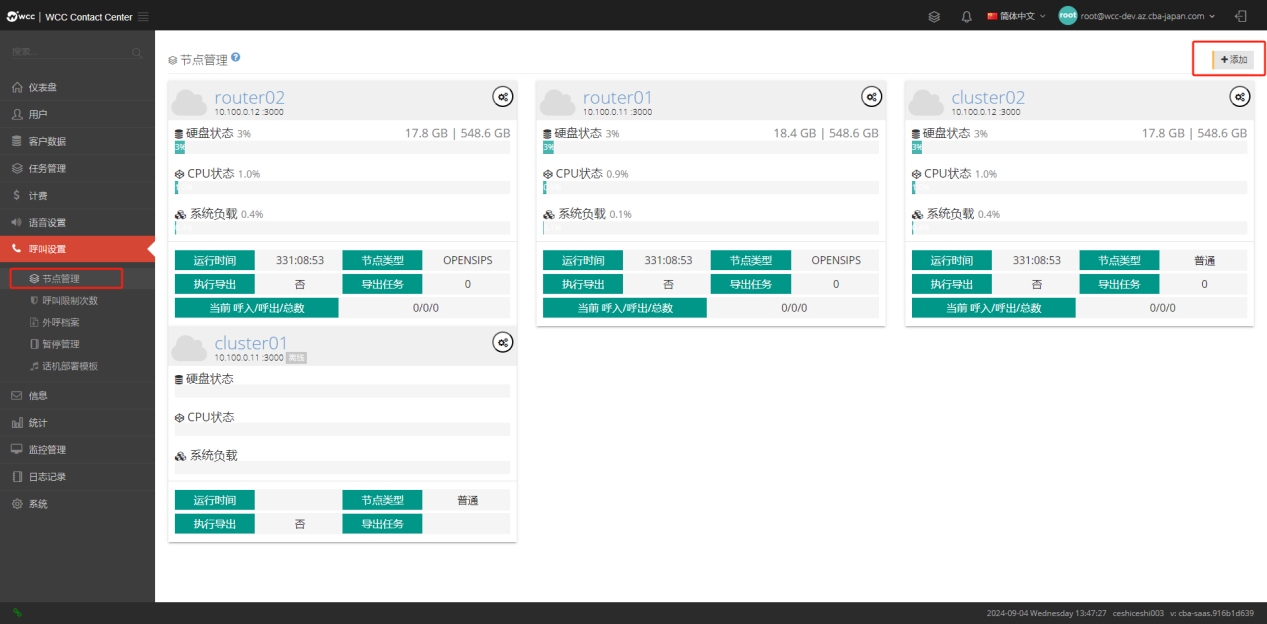 wcc | WCC Contact Center
简体中文
root root@wcc-dev.az.cba-japan.com
搜索...
仪表盘
用户
客户数据
任务管理
计费
语音设置
呼叫设置
节点管理
呼叫限制次数
外呼档案
暂停管理
话机部署模板
信息
统计
监控管理
日志记录
系统
节点管理
添加
router02
10.100.0.12 :3000
硬盘状态 3% 17.8 GB | 548.6 GB
3%
CPU状态 1.0%
系统负载 0.4%
运行时间 331:08:53 节点类型 OPENSIPS
执行导出 否 导出任务 0
当前 呼入/呼出/总数 0/0/0
router01
10.100.0.11 :3000
硬盘状态 3% 18.4 GB | 548.6 GB
3%
CPU状态 0.9%
系统负载 0.1%
运行时间 331:08:53 节点类型 OPENSIPS
执行导出 否 导出任务 0
当前 呼入/呼出/总数 0/0/0
cluster02
10.100.0.12 :3000
硬盘状态 3% 17.8 GB | 548.6 GB
3%
CPU状态 1.0%
系统负载 0.4%
运行时间 331:08:53 节点类型 普通
执行导出 否 导出任务 0
当前 呼入/呼出/总数 0/0/0
cluster01
10.100.0.11 :3000 离线
硬盘状态
CPU状态
系统负载
运行时间 节点类型 普通
执行导出 否 导出任务
2024-09-04 Wednesday 13:47:27 ceshiceshi003 v: cba-saas.916b1d639